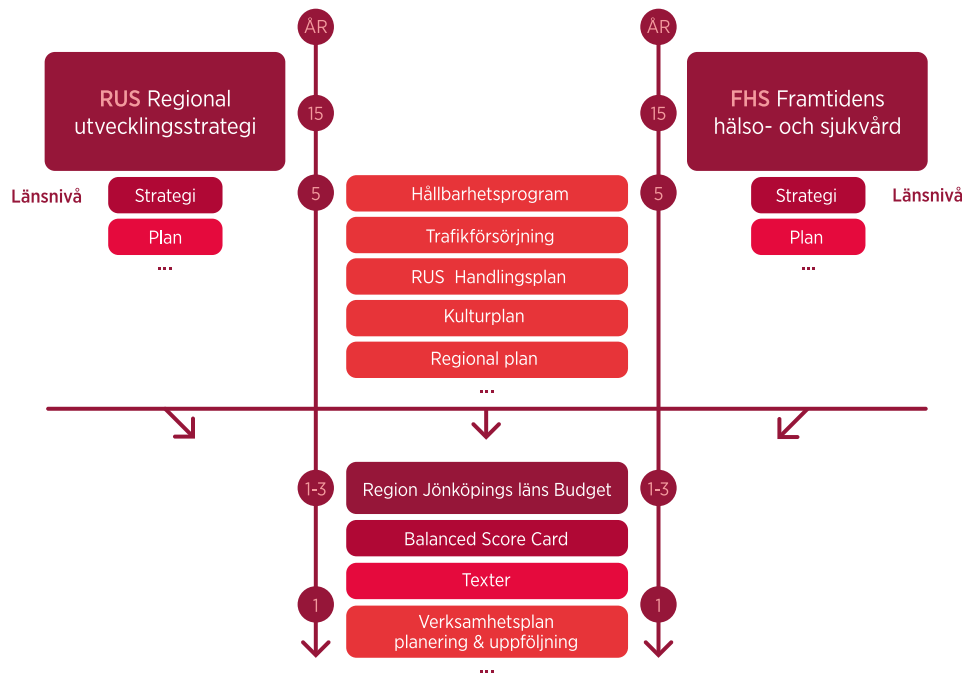 ÅR
ÅR
RUS Regional
utvecklingsstrategi
15
15
FHS Framtidens
hälso- och sjukvård
Länsnivå
Strategi
Plan
...
5
Hållbarhetsprogram
Trafikförsörjning
RUS Handlingsplan
Kulturplan
Regional plan
...
5
Strategi
Plan
...
Länsnivå
1-3
Region Jönköpings läns Budget
1-3
Balanced Score Card
Texter
1
Verksamhetsplan
planering & uppföljning
...
1